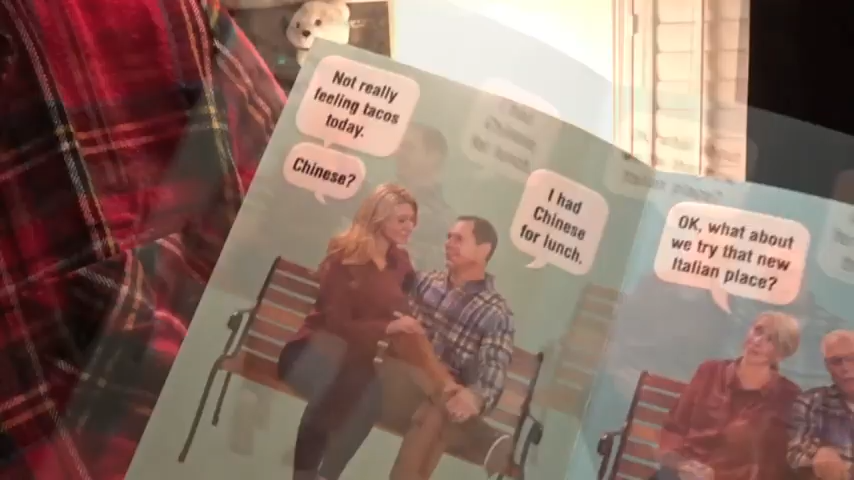 Not really
feeling tacos
today.
Chinese?
I had
Chinese
for lunch.
OK, what about
we try that new
Italian place?